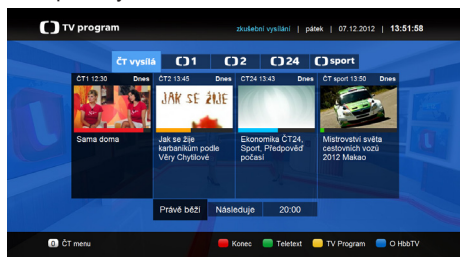 TV program
zkušební vysílání | pátek | 07.12.2012 | 13:51:58
ČT vysílá 1 2 24 sport
ČT1 12:30 Dnes ČT2 13:45 Dnes ČT24 13:43 Dnes ČT sport 13:50 Dnes
JAK SE ŽIJE
Sama doma
Jak se žije
karbaníkům podle
Věry Chytilové
Ekonomika ČT24,
Sport, Předpověď
počasí
Mistrovství světa
cestovních vozů
2012 Makao
Právě běží Následuje 20:00
0 ČT menu Konec Teletext TV Program O HbbTV